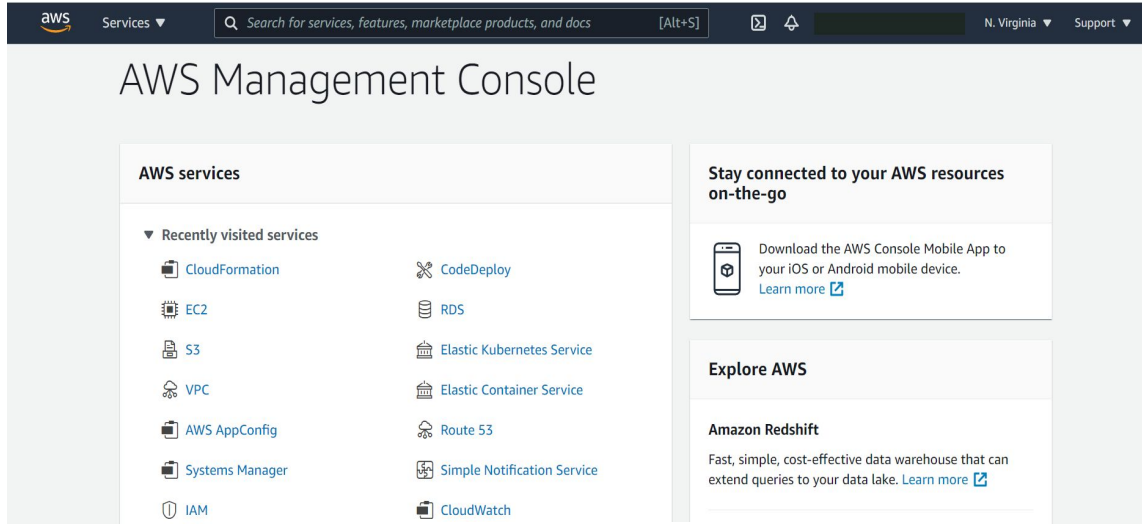 aws Services ▼ Search for services, features, marketplace products, and docs [Alt+S] N. Virginia ▼ Support ▼
AWS Management Console
AWS services
▼ Recently visited services
CloudFormation
EC2
S3
VPC
AWS AppConfig
Systems Manager
IAM
CodeDeploy
RDS
Elastic Kubernetes Service
Elastic Container Service
Route 53
Simple Notification Service
CloudWatch
Stay connected to your AWS resources
on-the-go
Download the AWS Console Mobile App to
your iOS or Android mobile device.
Learn more
Explore AWS
Amazon Redshift
Fast, simple, cost-effective data warehouse that can
extend queries to your data lake. Learn more